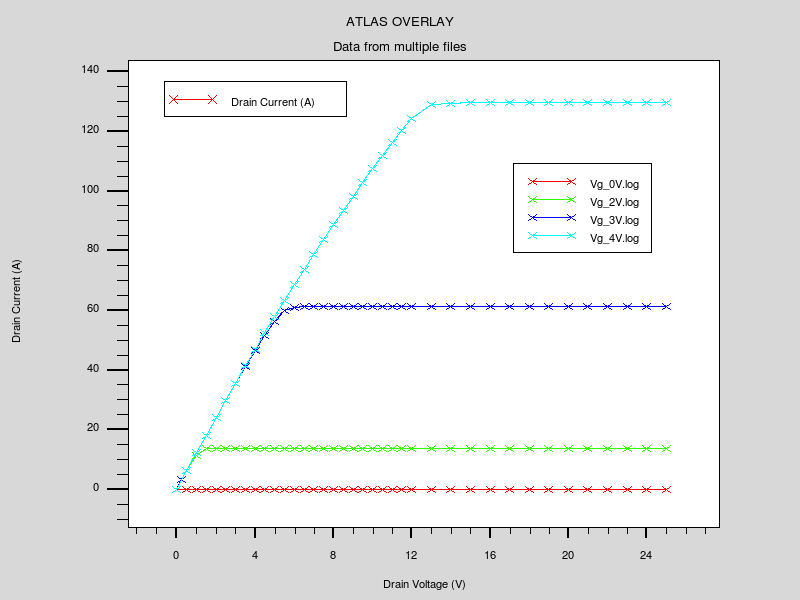 ATLAS OVERLAY
Data from multiple files
Drain Current (A)
Vg_0V.log
Vg_2V.log
Vg_3V.log
Vg_4V.log
Drain Current (A)
140
120
100
80
60
40
20
0
0 4 8 12 16 20 24
Drain Voltage (V)